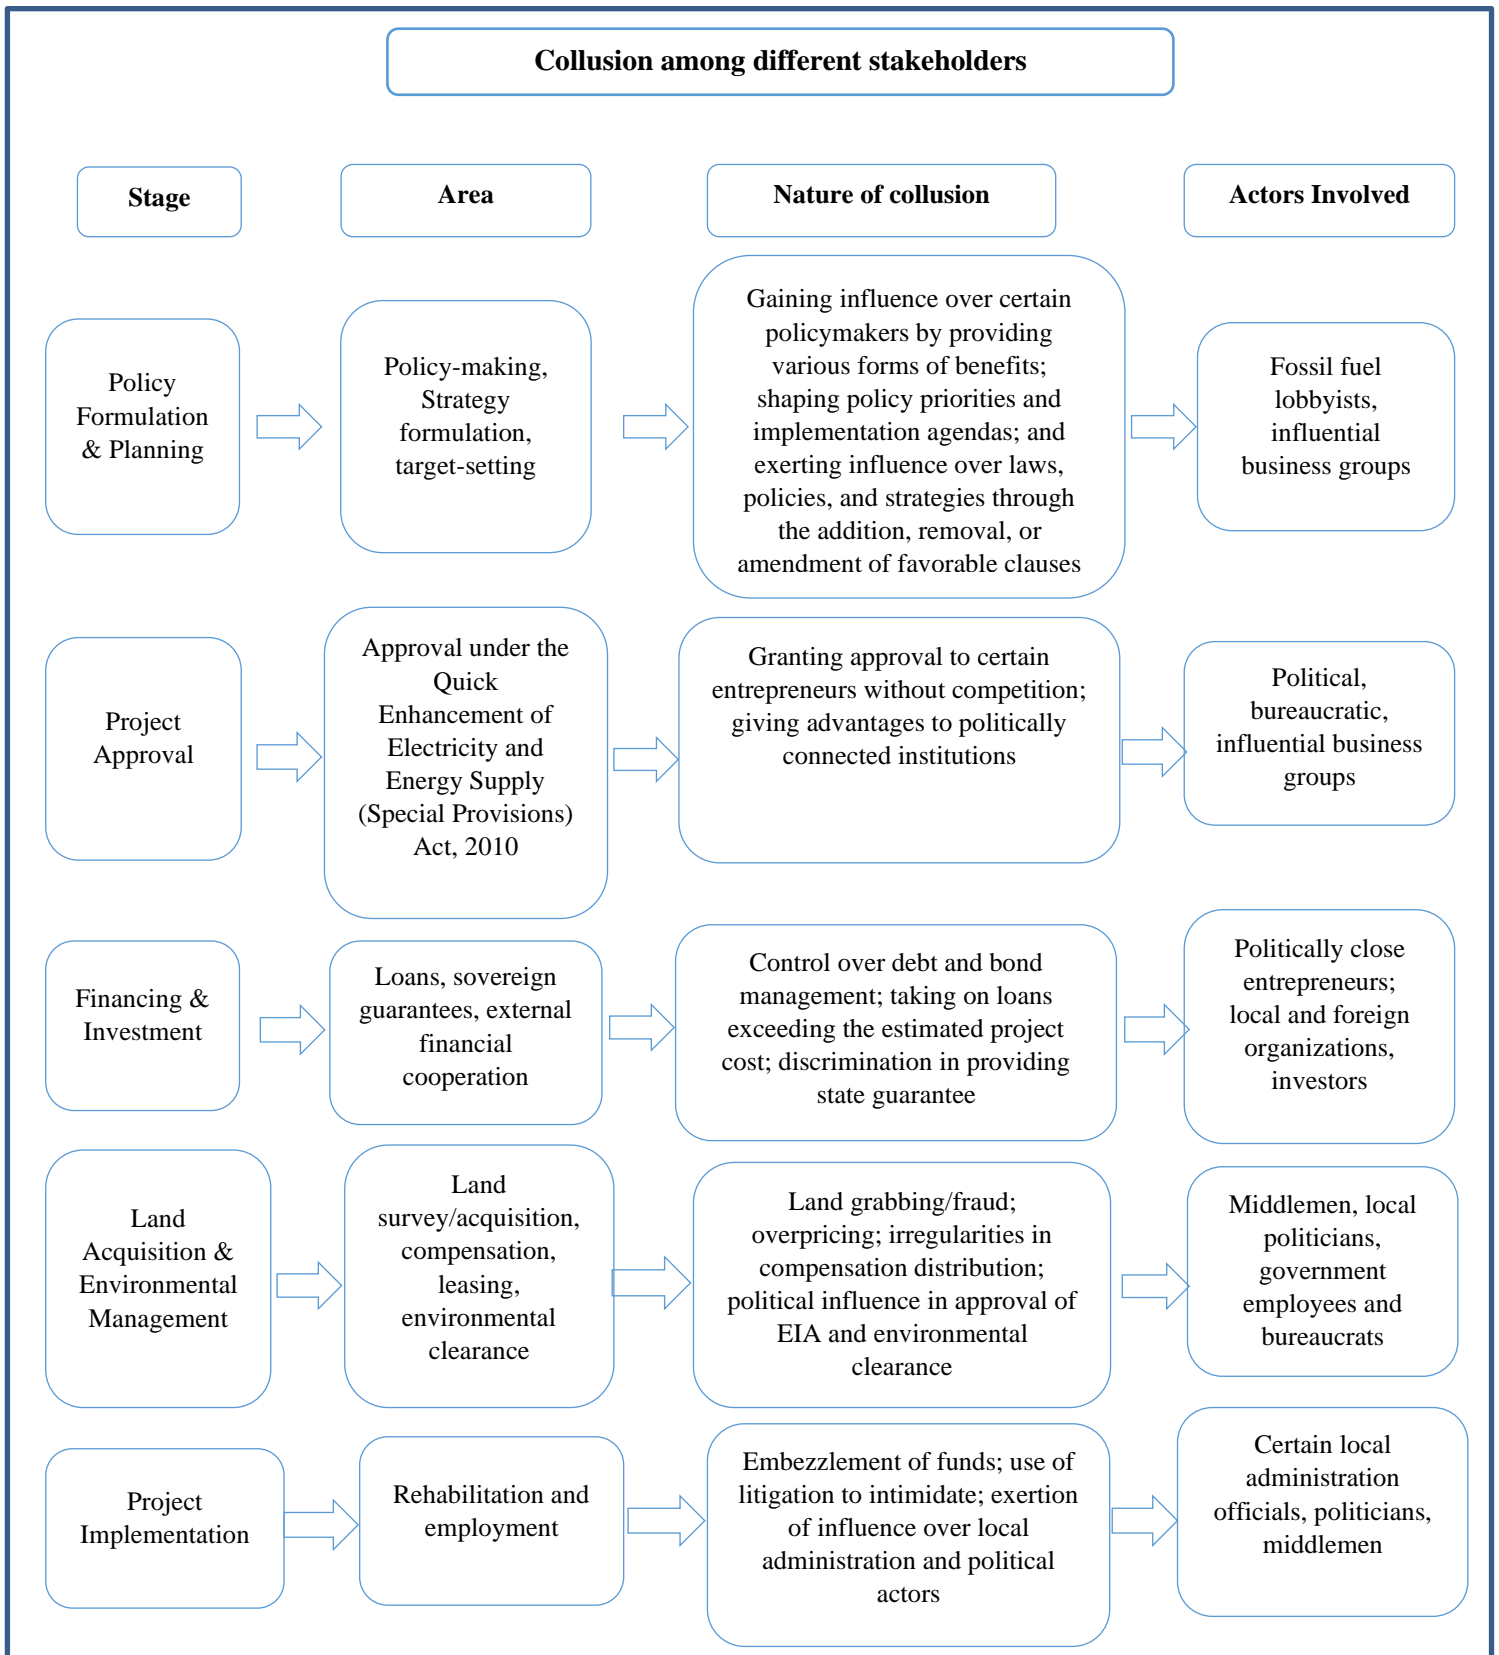 Collusion among different stakeholders
Stage
Area
Nature of collusion
Actors Involved
Policy
Formulation
& Planning
Policy-making,
Strategy
formulation,
target-setting
Gaining influence over certain
policymakers by providing
various forms of benefits;
shaping policy priorities and
implementation agendas; and
exerting influence over laws,
policies, and strategies through
the addition, removal, or
amendment of favorable clauses
Fossil fuel
lobbyists,
influential
business groups
Project
Approval
Approval under the
Quick
Enhancement of
Electricity and
Energy Supply
(Special Provisions)
Act, 2010
Granting approval to certain
entrepreneurs without competition;
giving advantages to politically
connected institutions
Political,
bureaucratic,
influential business
groups
Financing &
Investment
Loans, sovereign
guarantees, external
financial
cooperation
Control over debt and bond
management; taking on loans
exceeding the estimated project
cost; discrimination in providing
state guarantee
Politically close
entrepreneurs;
local and foreign
organizations,
investors
Land
Acquisition &
Environmental
Management
Land
survey/acquisition,
compensation,
leasing,
environmental
clearance
Land grabbing/fraud;
overpricing; irregularities in
compensation distribution;
political influence in approval of
EIA and environmental
clearance
Middlemen, local
politicians,
government
employees and
bureaucrats
Project
Implementation
Rehabilitation and
employment
Embezzlement of funds; use of
litigation to intimidate; exertion
of influence over local
administration and political
actors
Certain local
administration
officials, politicians,
middlemen